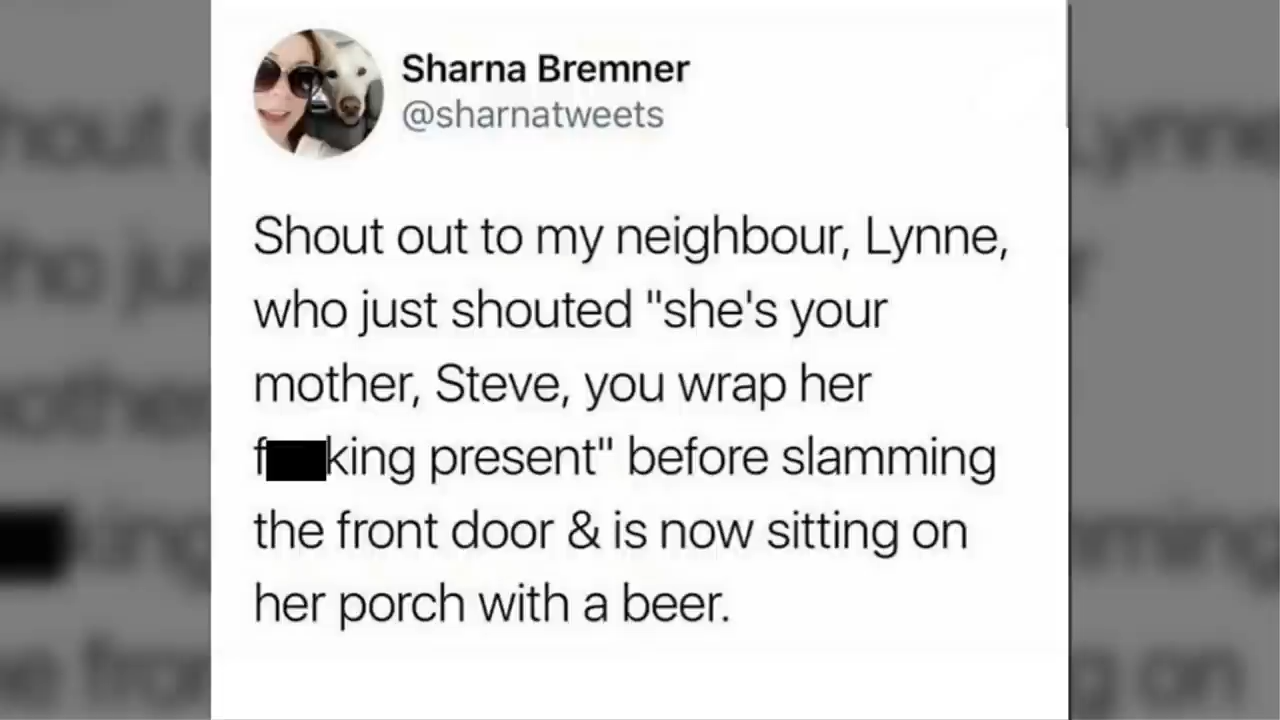 Sharna Bremner
@sharnatweets
Shout out to my neighbour, Lynne,
who just shouted "she's your
mother, Steve, you wrap her
f██king present" before slamming
the front door & is now sitting on
her porch with a beer.